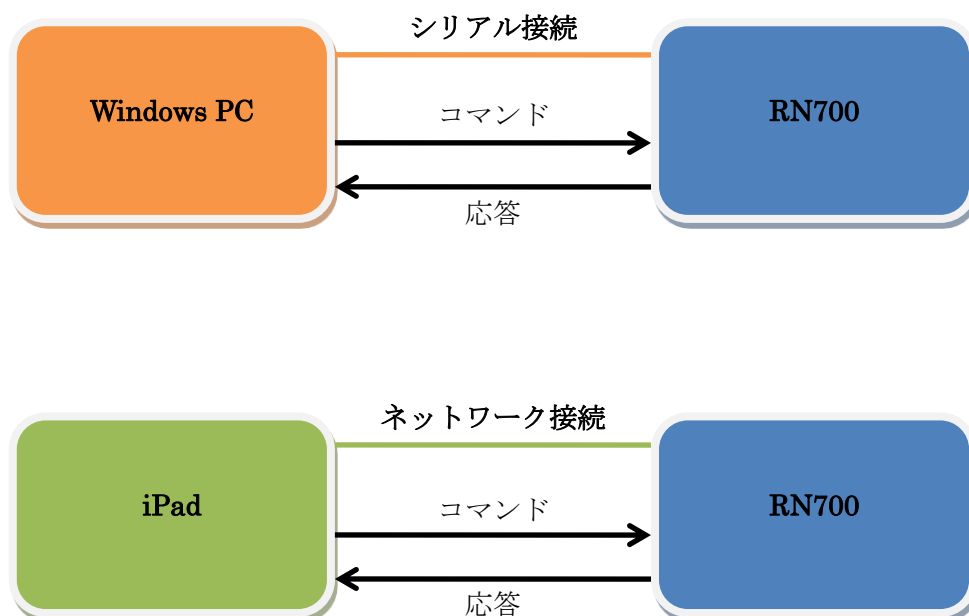 シリアル接続
Windows PC
コマンド
RN700
応答
ネットワーク接続
iPad
コマンド
RN700
応答